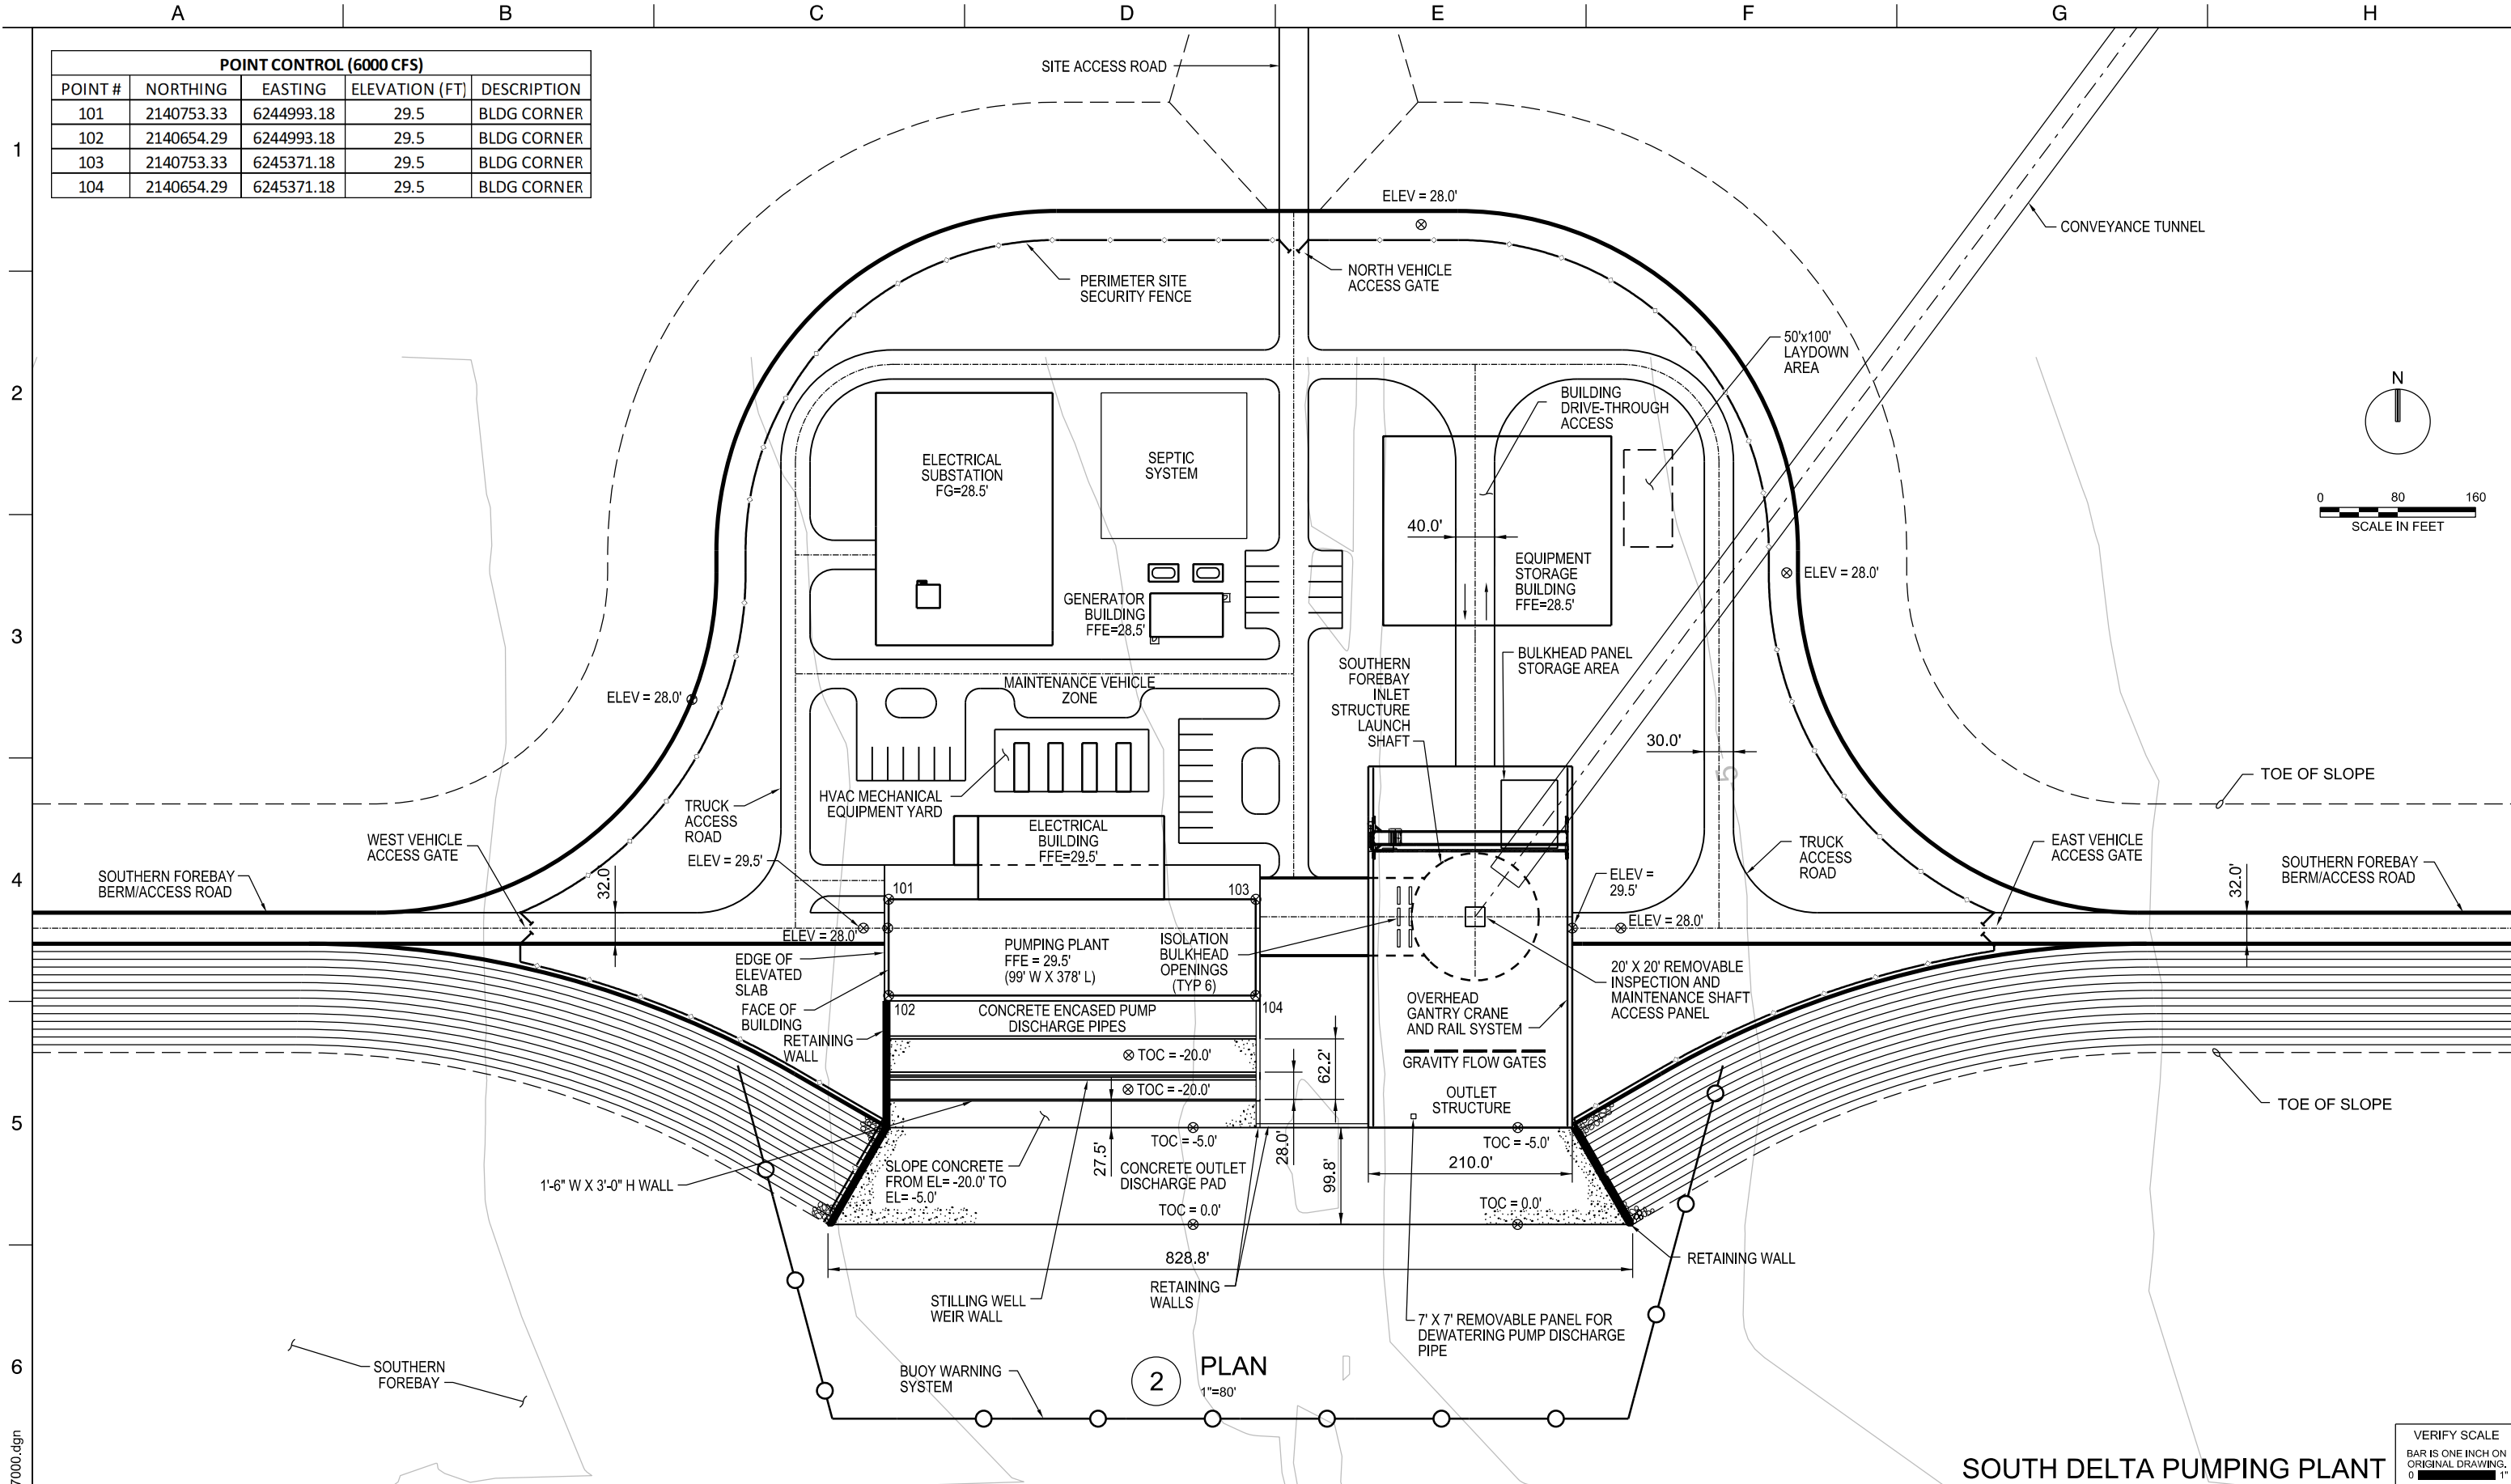 A B C D E F G H
POINT CONTROL (6000 CFS)
POINT # NORTHING EASTING ELEVATION (FT) DESCRIPTION
101 2140753.33 6244993.18 29.5 BLDG CORNER
102 2140654.29 6244993.18 29.5 BLDG CORNER
103 2140753.33 6245371.18 29.5 BLDG CORNER
104 2140654.29 6245371.18 29.5 BLDG CORNER
1
2
3
4
5
6
SITE ACCESS ROAD
ELEV = 28.0'
CONVEYANCE TUNNEL
PERIMETER SITE
SECURITY FENCE
NORTH VEHICLE
ACCESS GATE
50'x100'
LAYDOWN
AREA
N
0 80 160
SCALE IN FEET
BUILDING
DRIVE-THROUGH
ACCESS
ELECTRICAL
SUBSTATION
FG=28.5'
SEPTIC
SYSTEM
40.0'
EQUIPMENT
STORAGE
BUILDING
FFE=28.5'
ELEV = 28.0'
GENERATOR
BUILDING
FFE=28.5'
SOUTHERN
FOREBAY
INLET
STRUCTURE
LAUNCH
SHAFT
BULKHEAD PANEL
STORAGE AREA
ELEV = 28.0'
MAINTENANCE VEHICLE
ZONE
30.0'
5
TOE OF SLOPE
HVAC MECHANICAL
EQUIPMENT YARD
TRUCK
ACCESS
ROAD
WEST VEHICLE
ACCESS GATE
ELECTRICAL
BUILDING
FFE=29.5'
ELEV = 29.5'
SOUTHERN FOREBAY
BERM/ACCESS ROAD
32.0'
101
103
ELEV =
29.5'
TRUCK
ACCESS
ROAD
EAST VEHICLE
ACCESS GATE
SOUTHERN FOREBAY
BERM/ACCESS ROAD
32.0'
ELEV = 28.0'
ELEV = 28.0'
PUMPING PLANT
FFE = 29.5'
(99' W X 378' L)
ISOLATION
BULKHEAD
OPENINGS
(TYP 6)
EDGE OF
ELEVATED
SLAB
FACE OF
BUILDING
RETAINING
WALL
20' X 20' REMOVABLE
INSPECTION AND
MAINTENANCE SHAFT
ACCESS PANEL
102
104
CONCRETE ENCASED PUMP
DISCHARGE PIPES
OVERHEAD
GANTRY CRANE
AND RAIL SYSTEM
GRAVITY FLOW GATES
TOC = -20.0'
TOC = -20.0'
62.2'
OUTLET
STRUCTURE
TOE OF SLOPE
TOC = -5.0'
TOC = -5.0'
27.5'
28.0'
99.8'
210.0'
1'-6" W X 3'-0" H WALL
SLOPE CONCRETE
FROM EL= -20.0' TO
EL= -5.0'
CONCRETE OUTLET
DISCHARGE PAD
TOC = 0.0'
TOC = 0.0'
828.8'
RETAINING WALL
STILLING WELL
WEIR WALL
RETAINING
WALLS
7' X 7' REMOVABLE PANEL FOR
DEWATERING PUMP DISCHARGE
PIPE
SOUTHERN
FOREBAY
BUOY WARNING
SYSTEM
2 PLAN
1"=80'
7000.dgn
SOUTH DELTA PUMPING PLANT
VERIFY SCALE
BAR IS ONE INCH ON
ORIGINAL DRAWING.
0 1"